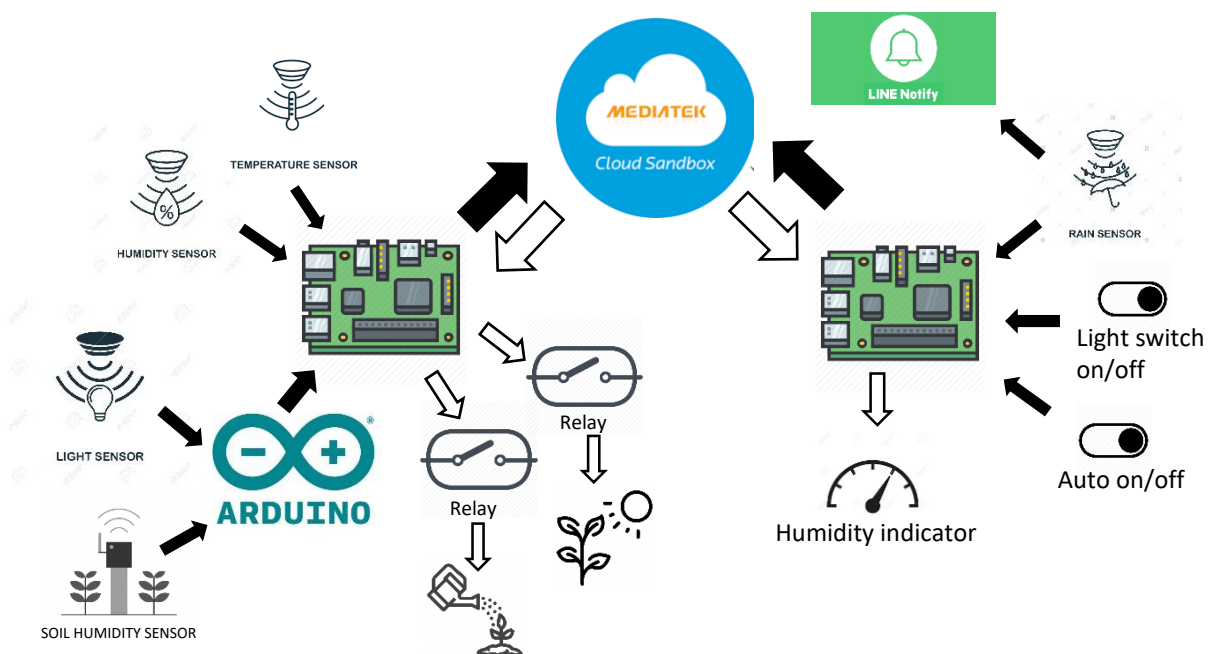 MEDIATEK
Cloud Sandbox
LINE Notify
TEMPERATURE SENSOR
HUMIDITY SENSOR
RAIN SENSOR
%
Light switch
on/off
Relay
LIGHT SENSOR
®
ARDUINO
Relay
Auto on/off
Humidity indicator
SOIL HUMIDITY SENSOR